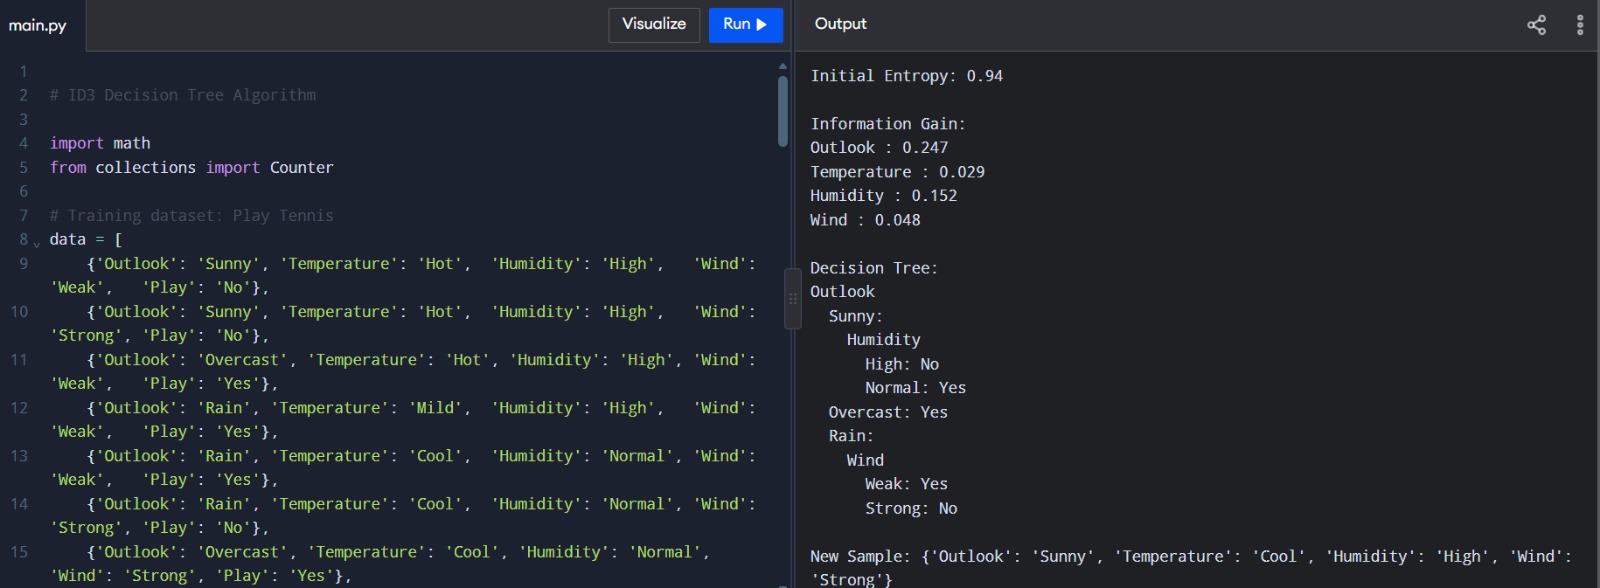 main.py
Visualize
Run
1
2 # ID3 Decision Tree Algorithm
3
4 import math
5 from collections import Counter
6
7 # Training dataset: Play Tennis
8 data = [
9 {'Outlook': 'Sunny', 'Temperature': 'Hot', 'Humidity': 'High', 'Wind':
'Weak', 'Play': 'No'},
10 {'Outlook': 'Sunny', 'Temperature': 'Hot', 'Humidity': 'High', 'Wind':
'Strong', 'Play': 'No'},
11 {'Outlook': 'Overcast', 'Temperature': 'Hot', 'Humidity': 'High', 'Wind':
'Weak', 'Play': 'Yes'},
12 {'Outlook': 'Rain', 'Temperature': 'Mild', 'Humidity': 'High', 'Wind':
'Weak', 'Play': 'Yes'},
13 {'Outlook': 'Rain', 'Temperature': 'Cool', 'Humidity': 'Normal', 'Wind':
'Weak', 'Play': 'Yes'},
14 {'Outlook': 'Rain', 'Temperature': 'Cool', 'Humidity': 'Normal', 'Wind':
'Strong', 'Play': 'No'},
15 {'Outlook': 'Overcast', 'Temperature': 'Cool', 'Humidity': 'Normal',
'Wind': 'Strong', 'Play': 'Yes'},
Output
Initial Entropy: 0.94
Information Gain:
Outlook : 0.247
Temperature : 0.029
Humidity : 0.152
Wind : 0.048
Decision Tree:
Outlook
Sunny:
Humidity
High: No
Normal: Yes
Overcast: Yes
Rain:
Wind
Weak: Yes
Strong: No
New Sample: {'Outlook': 'Sunny', 'Temperature': 'Cool', 'Humidity': 'High', 'Wind':
'Strong'}